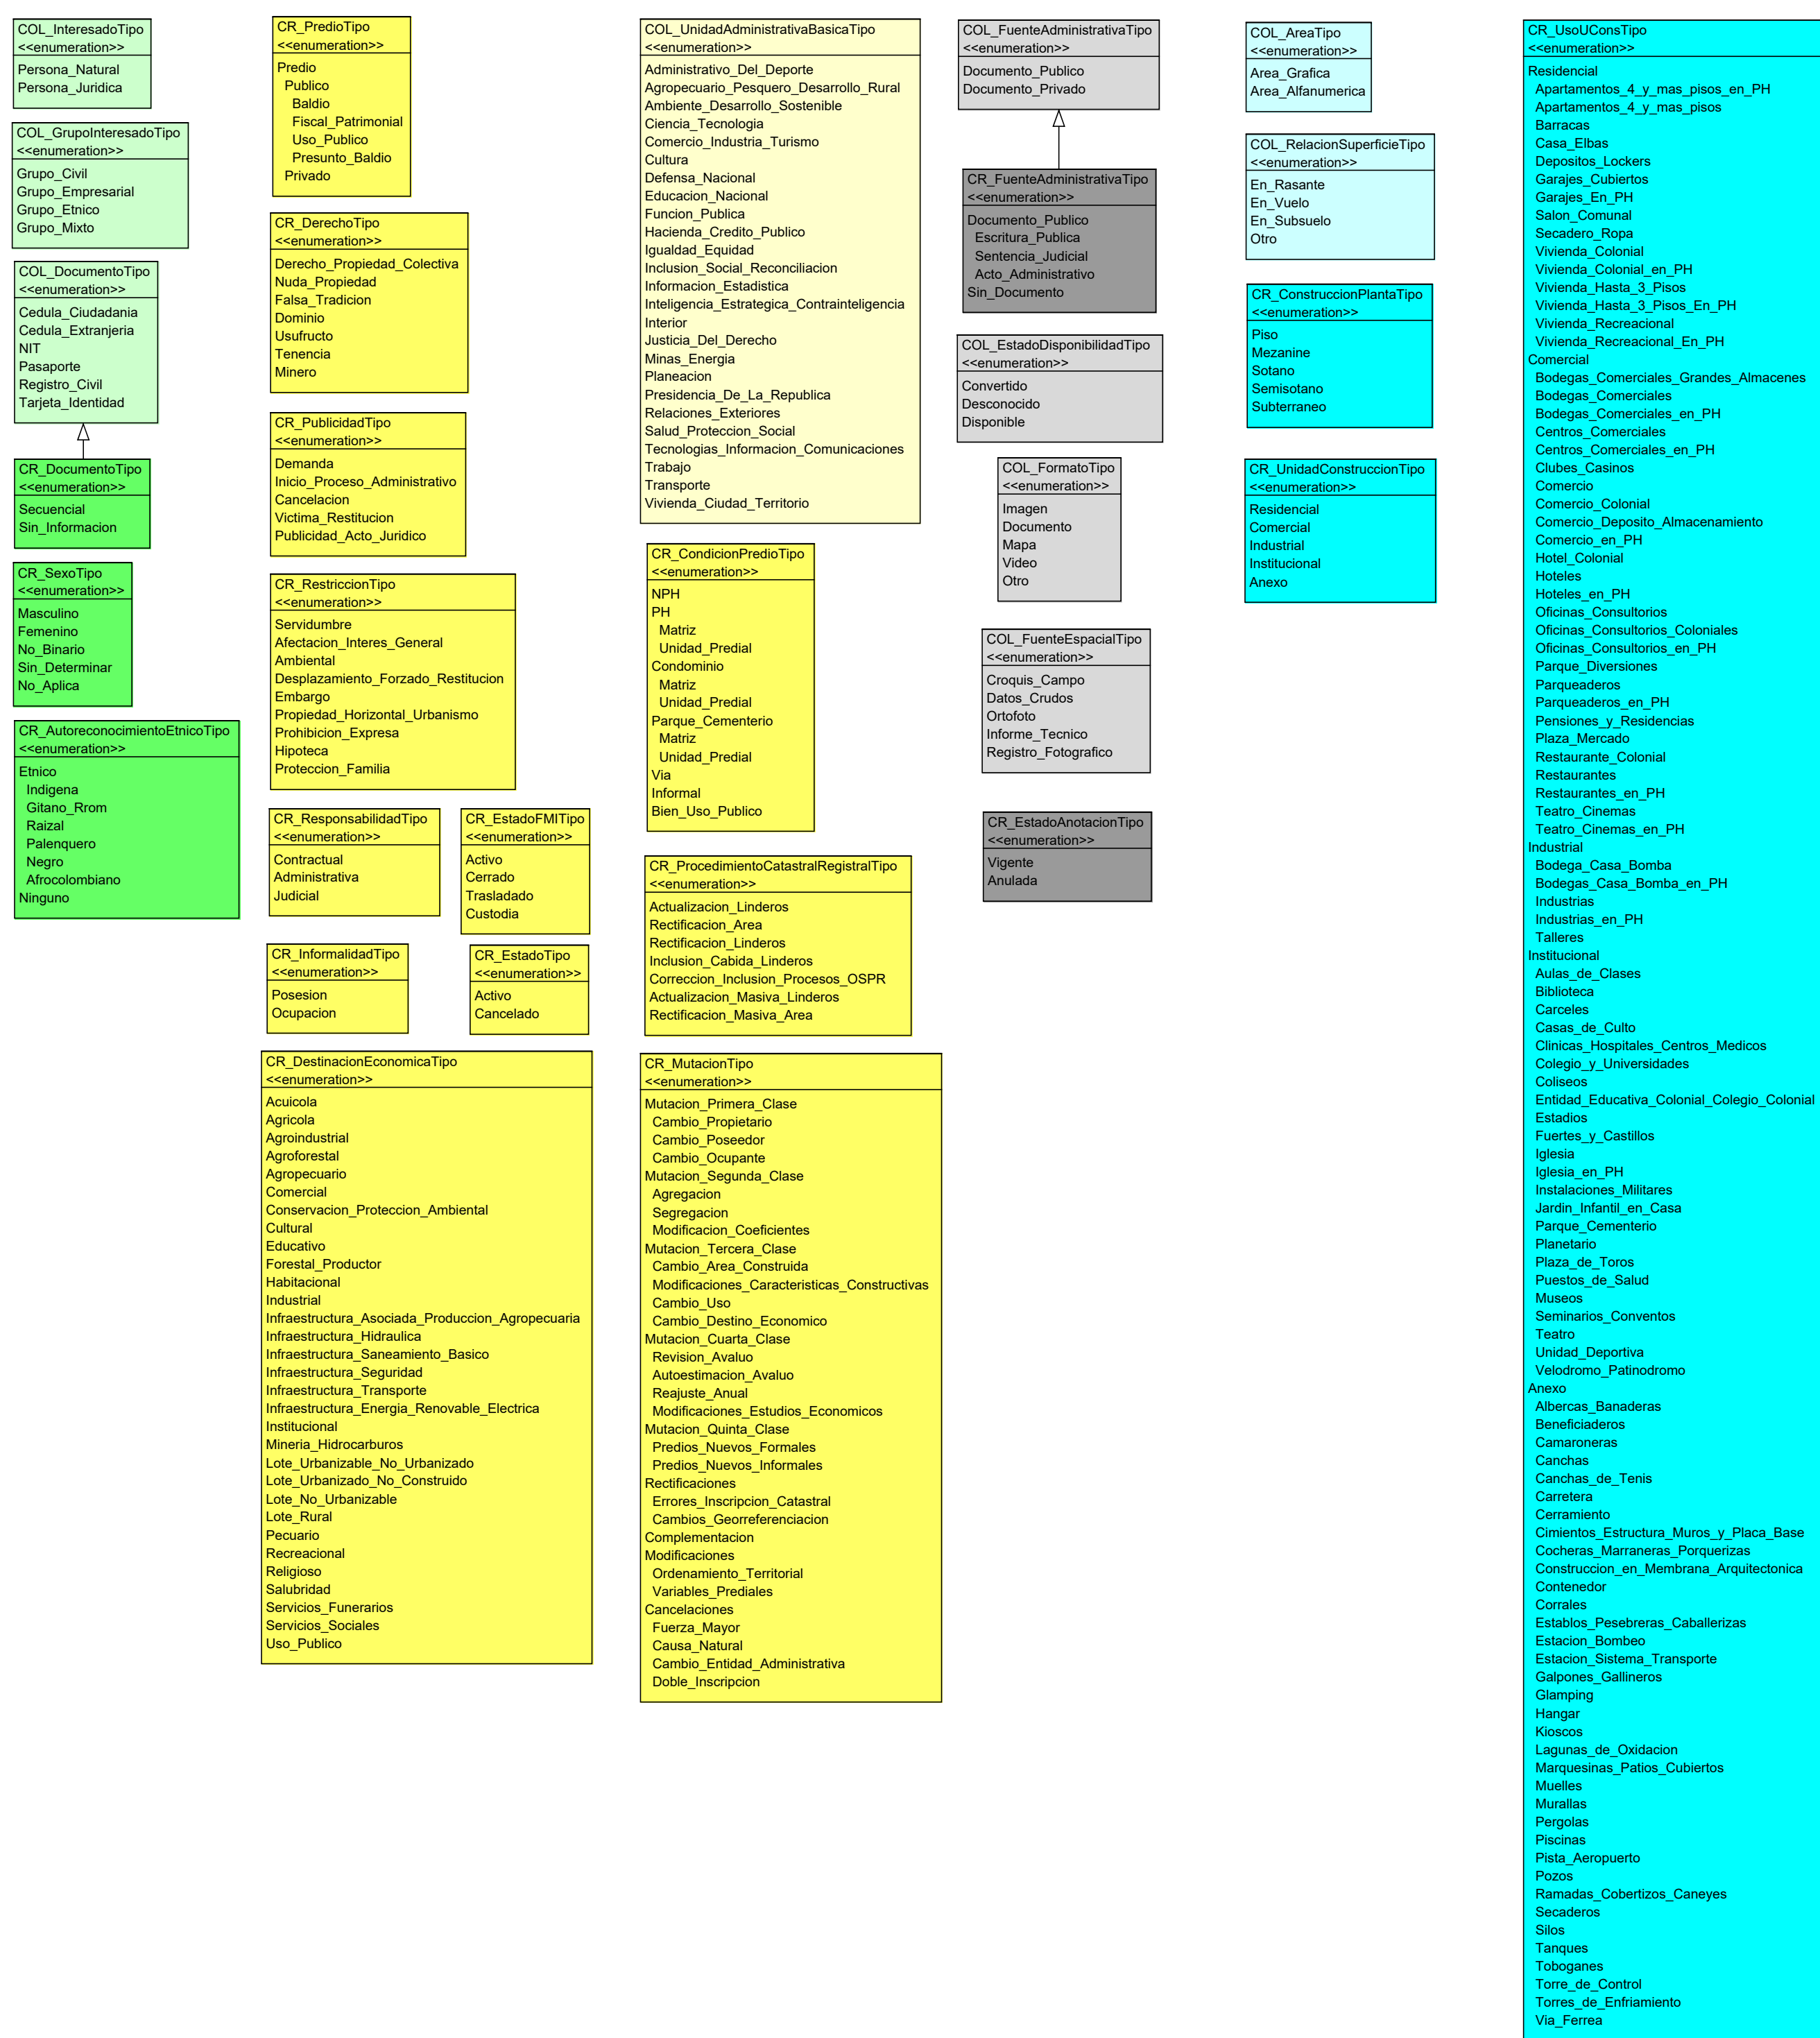 COL_InteresadoTipo
<<enumeration>>
Persona_Natural
Persona_Juridica
COL_GrupoInteresadoTipo
<<enumeration>>
Grupo_Civil
Grupo_Empresarial
Grupo_Etnico
Grupo_Mixto
COL_DocumentoTipo
<<enumeration>>
Cedula_Ciudadania
Cedula_Extranjeria
NIT
Pasaporte
Registro_Civil
Tarjeta_Identidad
CR_DocumentoTipo
<<enumeration>>
Secuencial
Sin_Informacion
CR_SexoTipo
<<enumeration>>
Masculino
Femenino
No_Binario
Sin_Determinar
No_Aplica
CR_AutoreconocimientoEtnicoTipo
<<enumeration>>
Etnico
Indigena
Gitano_Rrom
Raizal
Palenquero
Negro
Afrocolombiano
Ninguno
CR_PredioTipo
<<enumeration>>
Predio
Publico
Baldio
Fiscal_Patrimonial
Uso_Publico
Presunto_Baldio
Privado
CR_DerechoTipo
<<enumeration>>
Derecho_Propiedad_Colectiva
Nuda_Propiedad
Falsa_Tradicion
Dominio
Usufructo
Tenencia
Minero
CR_PublicidadTipo
<<enumeration>>
Demanda
Inicio_Proceso_Administrativo
Cancelacion
Victima_Restitucion
Publicidad_Acto_Juridico
CR_RestriccionTipo
<<enumeration>>
Servidumbre
Afectacion_Interes_General
Ambiental
Desplazamiento_Forzado_Restitucion
Embargo
Propiedad_Horizontal_Urbanismo
Prohibicion_Expresa
Hipoteca
Proteccion_Familia
CR_ResponsabilidadTipo
<<enumeration>>
Contractual
Administrativa
Judicial
CR_EstadoFMITipo
<<enumeration>>
Activo
Cerrado
Trasladado
Custodia
CR_InformalidadTipo
<<enumeration>>
Posesion
Ocupacion
CR_EstadoTipo
<<enumeration>>
Activo
Cancelado
CR_DestinacionEconomicaTipo
<<enumeration>>
Acuicola
Agricola
Agroindustrial
Agroforestal
Agropecuario
Comercial
Conservacion_Proteccion_Ambiental
Cultural
Educativo
Forestal_Productor
Habitacional
Industrial
Infraestructura_Asociada_Produccion_Agropecuaria
Infraestructura_Hidraulica
Infraestructura_Saneamiento_Basico
Infraestructura_Seguridad
Infraestructura_Transporte
Infraestructura_Energia_Renovable_Electrica
Institucional
Mineria_Hidrocarburos
Lote_Urbanizable_No_Urbanizado
Lote_Urbanizado_No_Construido
Lote_No_Urbanizable
Lote_Rural
Pecuario
Recreacional
Religioso
Salubridad
Servicios_Funerarios
Servicios_Sociales
Uso_Publico
COL_UnidadAdministrativaBasicaTipo
<<enumeration>>
Administrativo_Del_Deporte
Agropecuario_Pesquero_Desarrollo_Rural
Ambiente_Desarrollo_Sostenible
Ciencia_Tecnologia
Comercio_Industria_Turismo
Cultura
Defensa_Nacional
Educacion_Nacional
Funcion_Publica
Hacienda_Credito_Publico
Igualdad_Equidad
Inclusion_Social_Reconciliacion
Informacion_Estadistica
Inteligencia_Estrategica_Contrainteligencia
Interior
Justicia_Del_Derecho
Minas_Energia
Planeacion
Presidencia_De_La_Republica
Relaciones_Exteriores
Salud_Proteccion_Social
Tecnologias_Informacion_Comunicaciones
Trabajo
Transporte
Vivienda_Ciudad_Territorio
CR_CondicionPredioTipo
<<enumeration>>
NPH
PH
Matriz
Unidad_Predial
Condominio
Matriz
Unidad_Predial
Parque_Cementerio
Matriz
Unidad_Predial
Via
Informal
Bien_Uso_Publico
CR_ProcedimientoCatastralRegistralTipo
<<enumeration>>
Actualizacion_Linderos
Rectificacion_Area
Rectificacion_Linderos
Inclusion_Cabida_Linderos
Correccion_Inclusion_Procesos_OSPR
Actualizacion_Masiva_Linderos
Rectificacion_Masiva_Area
CR_MutacionTipo
<<enumeration>>
Mutacion_Primera_Clase
Cambio_Propietario
Cambio_Poseedor
Cambio_Ocupante
Mutacion_Segunda_Clase
Agregacion
Segregacion
Modificacion_Coeficientes
Mutacion_Tercera_Clase
Cambio_Area_Construida
Modificaciones_Caracteristicas_Constructivas
Cambio_Uso
Cambio_Destino_Economico
Mutacion_Cuarta_Clase
Revision_Avaluo
Autoestimacion_Avaluo
Reajuste_Anual
Modificaciones_Estudios_Economicos
Mutacion_Quinta_Clase
Predios_Nuevos_Formales
Predios_Nuevos_Informales
Rectificaciones
Errores_Inscripcion_Catastral
Cambios_Georreferenciacion
Complementacion
Modificaciones
Ordenamiento_Territorial
Variables_Prediales
Cancelaciones
Fuerza_Mayor
Causa_Natural
Cambio_Entidad_Administrativa
Doble_Inscripcion
COL_FuenteAdministrativaTipo
<<enumeration>>
Documento_Publico
Documento_Privado
CR_FuenteAdministrativaTipo
<<enumeration>>
Documento_Publico
Escritura_Publica
Sentencia_Judicial
Acto_Administrativo
Sin_Documento
COL_EstadoDisponibilidadTipo
<<enumeration>>
Convertido
Desconocido
Disponible
COL_FormatoTipo
<<enumeration>>
Imagen
Documento
Mapa
Video
Otro
COL_FuenteEspacialTipo
<<enumeration>>
Croquis_Campo
Datos_Crudos
Ortofoto
Informe_Tecnico
Registro_Fotografico
CR_EstadoAnotacionTipo
<<enumeration>>
Vigente
Anulada
COL_AreaTipo
<<enumeration>>
Area_Grafica
Area_Alfanumerica
COL_RelacionSuperficieTipo
<<enumeration>>
En_Rasante
En_Vuelo
En_Subsuelo
Otro
CR_ConstruccionPlantaTipo
<<enumeration>>
Piso
Mezanine
Sotano
Semisotano
Subterraneo
CR_UnidadConstruccionTipo
<<enumeration>>
Residencial
Comercial
Industrial
Institucional
Anexo
CR_UsoUConsTipo
<<enumeration>>
Residencial
Apartamentos_4_y_mas_pisos_en_PH
Apartamentos_4_y_mas_pisos
Barracas
Casa_Elbas
Depositos_Lockers
Garajes_Cubiertos
Garajes_En_PH
Salon_Comunal
Secadero_Ropa
Vivienda_Colonial
Vivienda_Colonial_en_PH
Vivienda_Hasta_3_Pisos
Vivienda_Hasta_3_Pisos_En_PH
Vivienda_Recreacional
Vivienda_Recreacional_En_PH
Comercial
Bodegas_Comerciales_Grandes_Almacenes
Bodegas_Comerciales
Bodegas_Comerciales_en_PH
Centros_Comerciales
Centros_Comerciales_en_PH
Clubes_Casinos
Comercio
Comercio_Colonial
Comercio_Deposito_Almacenamiento
Comercio_en_PH
Hotel_Colonial
Hoteles
Hoteles_en_PH
Oficinas_Consultorios
Oficinas_Consultorios_Coloniales
Oficinas_Consultorios_en_PH
Parque_Diversiones
Parqueaderos
Parqueaderos_en_PH
Pensiones_y_Residencias
Plaza_Mercado
Restaurante_Colonial
Restaurantes
Restaurantes_en_PH
Teatro_Cinemas
Teatro_Cinemas_en_PH
Industrial
Bodega_Casa_Bomba
Bodegas_Casa_Bomba_en_PH
Industrias
Industrias_en_PH
Talleres
Institucional
Aulas_de_Clases
Biblioteca
Carceles
Casas_de_Culto
Clinicas_Hospitales_Centros_Medicos
Colegio_y_Universidades
Coliseos
Entidad_Educativa_Colonial_Colegio_Colonial
Estadios
Fuertes_y_Castillos
Iglesia
Iglesia_en_PH
Instalaciones_Militares
Jardin_Infantil_en_Casa
Parque_Cementerio
Planetario
Plaza_de_Toros
Puestos_de_Salud
Museos
Seminarios_Conventos
Teatro
Unidad_Deportiva
Velodromo_Patinodromo
Anexo
Albercas_Banaderas
Beneficiaderos
Camaroneras
Canchas
Canchas_de_Tenis
Carretera
Cerramiento
Cimientos_Estructura_Muros_y_Placa_Base
Cocheras_Marraneras_Porquerizas
Construccion_en_Membrana_Arquitectonica
Contenedor
Corrales
Establos_Pesebreras_Caballerizas
Estacion_Bombeo
Estacion_Sistema_Transporte
Galpones_Gallineros
Glamping
Hangar
Kioscos
Lagunas_de_Oxidacion
Marquesinas_Patios_Cubiertos
Muelles
Murallas
Pergolas
Piscinas
Pista_Aeropuerto
Pozos
Ramadas_Cobertizos_Caneyes
Secaderos
Silos
Tanques
Toboganes
Torre_de_Control
Torres_de_Enfriamiento
Via_Ferrea